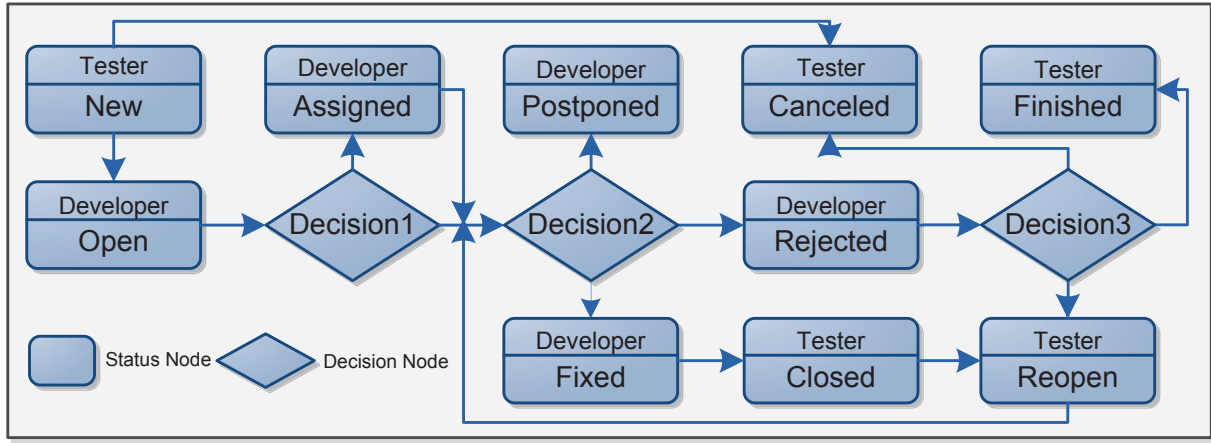 Tester
New
Developer
Assigned
Developer
Postponed
Tester
Canceled
Tester
Finished
Developer
Open
Decision1
Decision2
Developer
Rejected
Decision3
Developer
Fixed
Tester
Closed
Tester
Reopen
Status Node
Decision Node